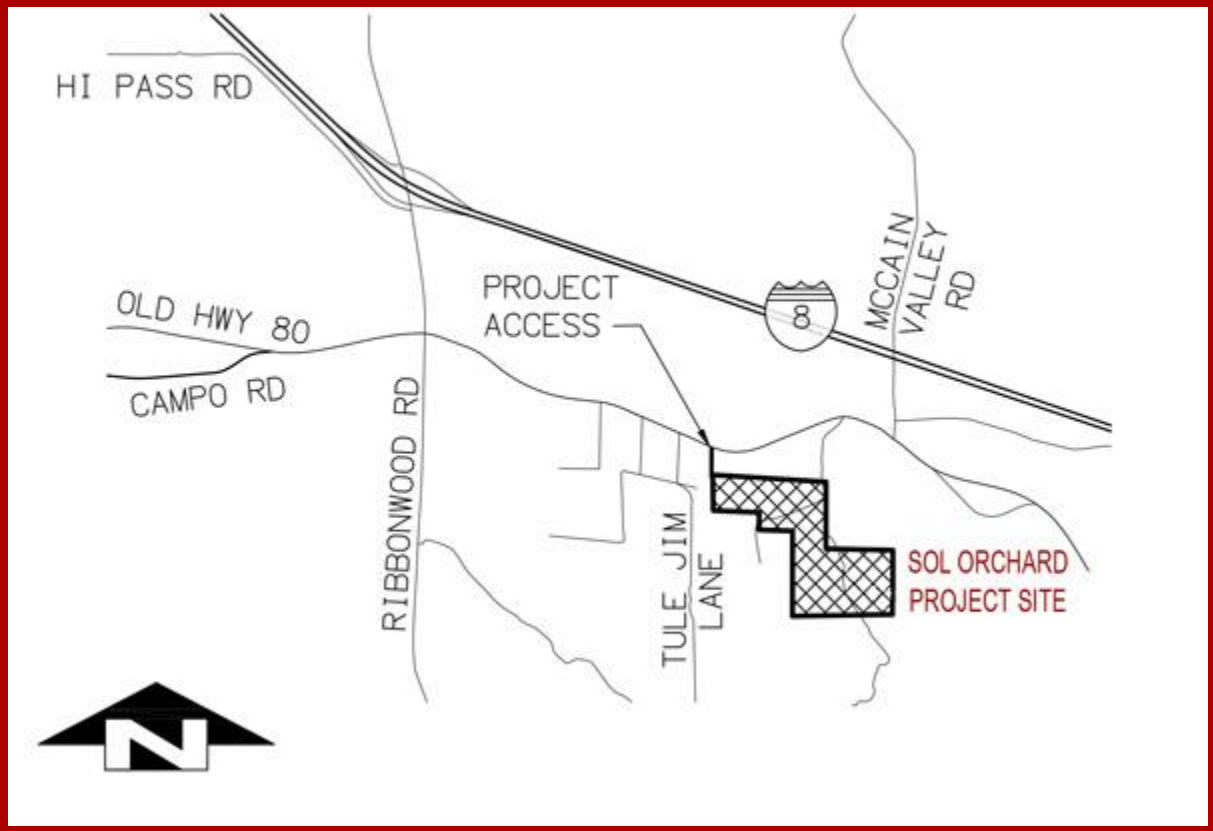 HI PASS RD
PROJECT
ACCESS
8
MCCAIN
VALLEY
RD
OLD HWY 80
CAMPO RD
RIBBONWOOD RD
TULE JIM
LANE
SOL ORCHARD
PROJECT SITE
N